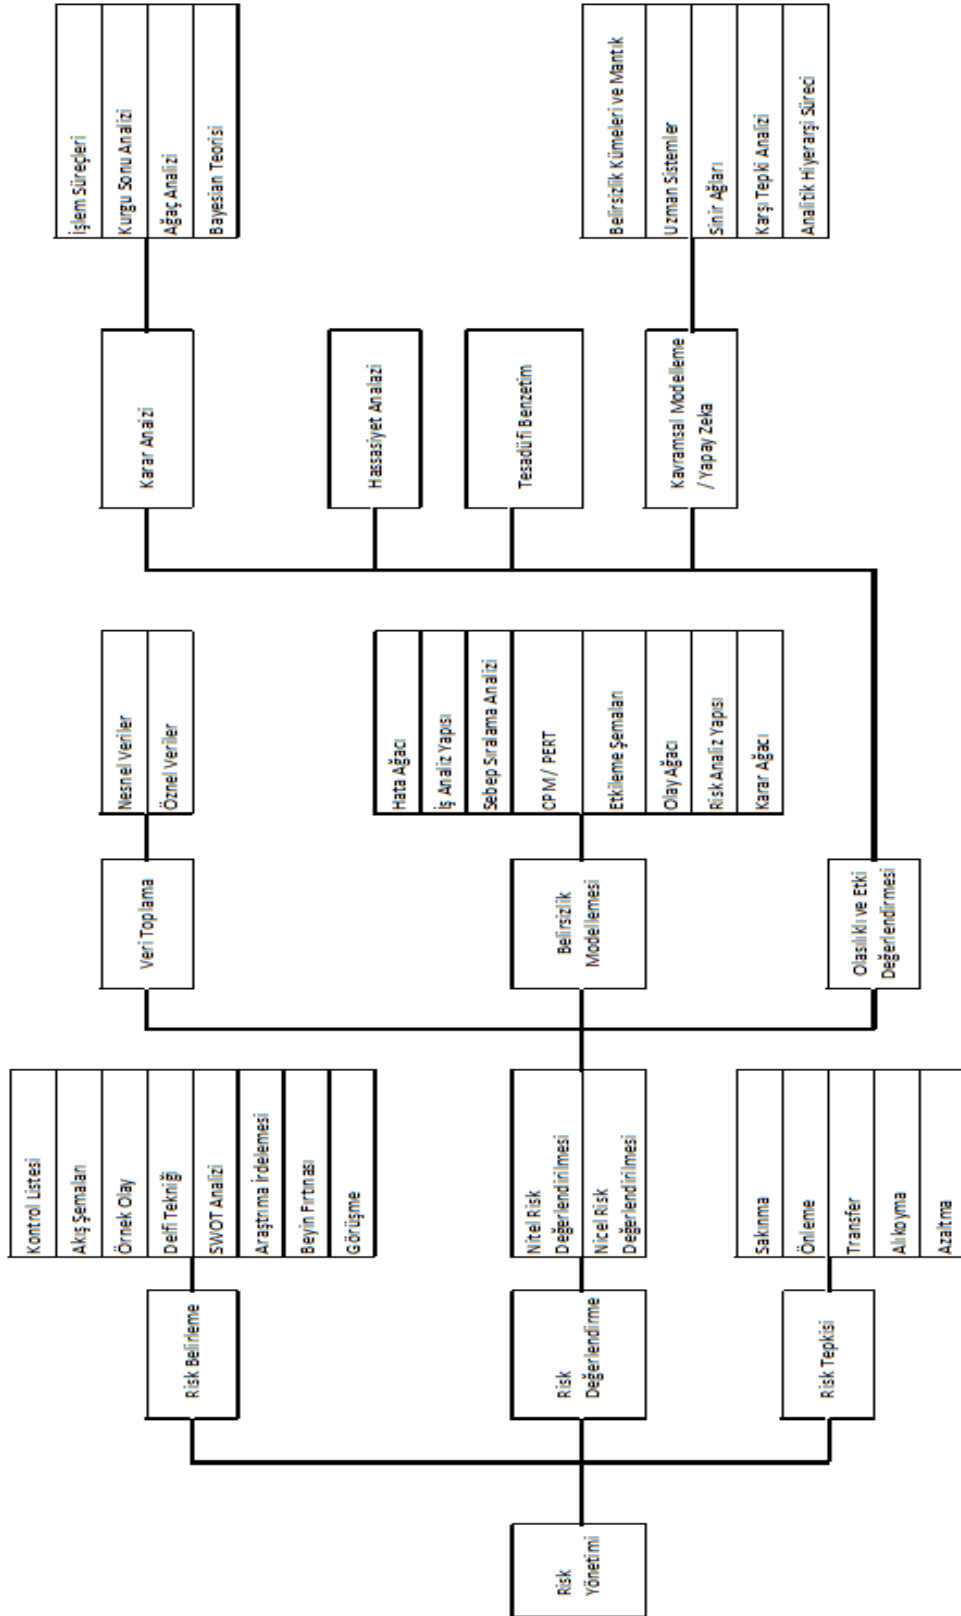 Risk
Yönetimi
Risk Belirleme
Kontrol Listesi
Akış Şemaları
Örnek Olay
Delfi Tekniği
SWOT Analizi
Araştırma İrdelemesi
Beyin Fırtınası
Görüşme
Risk
Değerlendirme
Nitel Risk
Değerlendirilmesi
Nicel Risk
Değerlendirilmesi
Risk Tepkisi
Sakınma
Önleme
Transfer
Alıkoyma
Azaltma
Veri Toplama
Nesnel Veriler
Öznel Veriler
Belirsizlik
Modellemesi
Hata Ağacı
İş Analiz Yapısı
Sebep Sıralama Analizi
CPM / PERT
Etkileme Şemaları
Olay Ağacı
Risk Analiz Yapısı
Karar Ağacı
Olasılıklı ve Etki
Değerlendirmesi
Karar Anaizi
İşlem Süreçleri
Kurgu Sonu Analizi
Ağaç Analizi
Bayesian Teorisi
Hassasiyet Analazi
Tesadüfi Benzetim
Kavramsal Modelleme
/ Yapay Zeka
Belirsizlik Kümeleri ve Mantık
Uzman Sistemler
Sinir Ağları
Karşı Tepki Analizi
Analitik Hiyerarşi Süreci